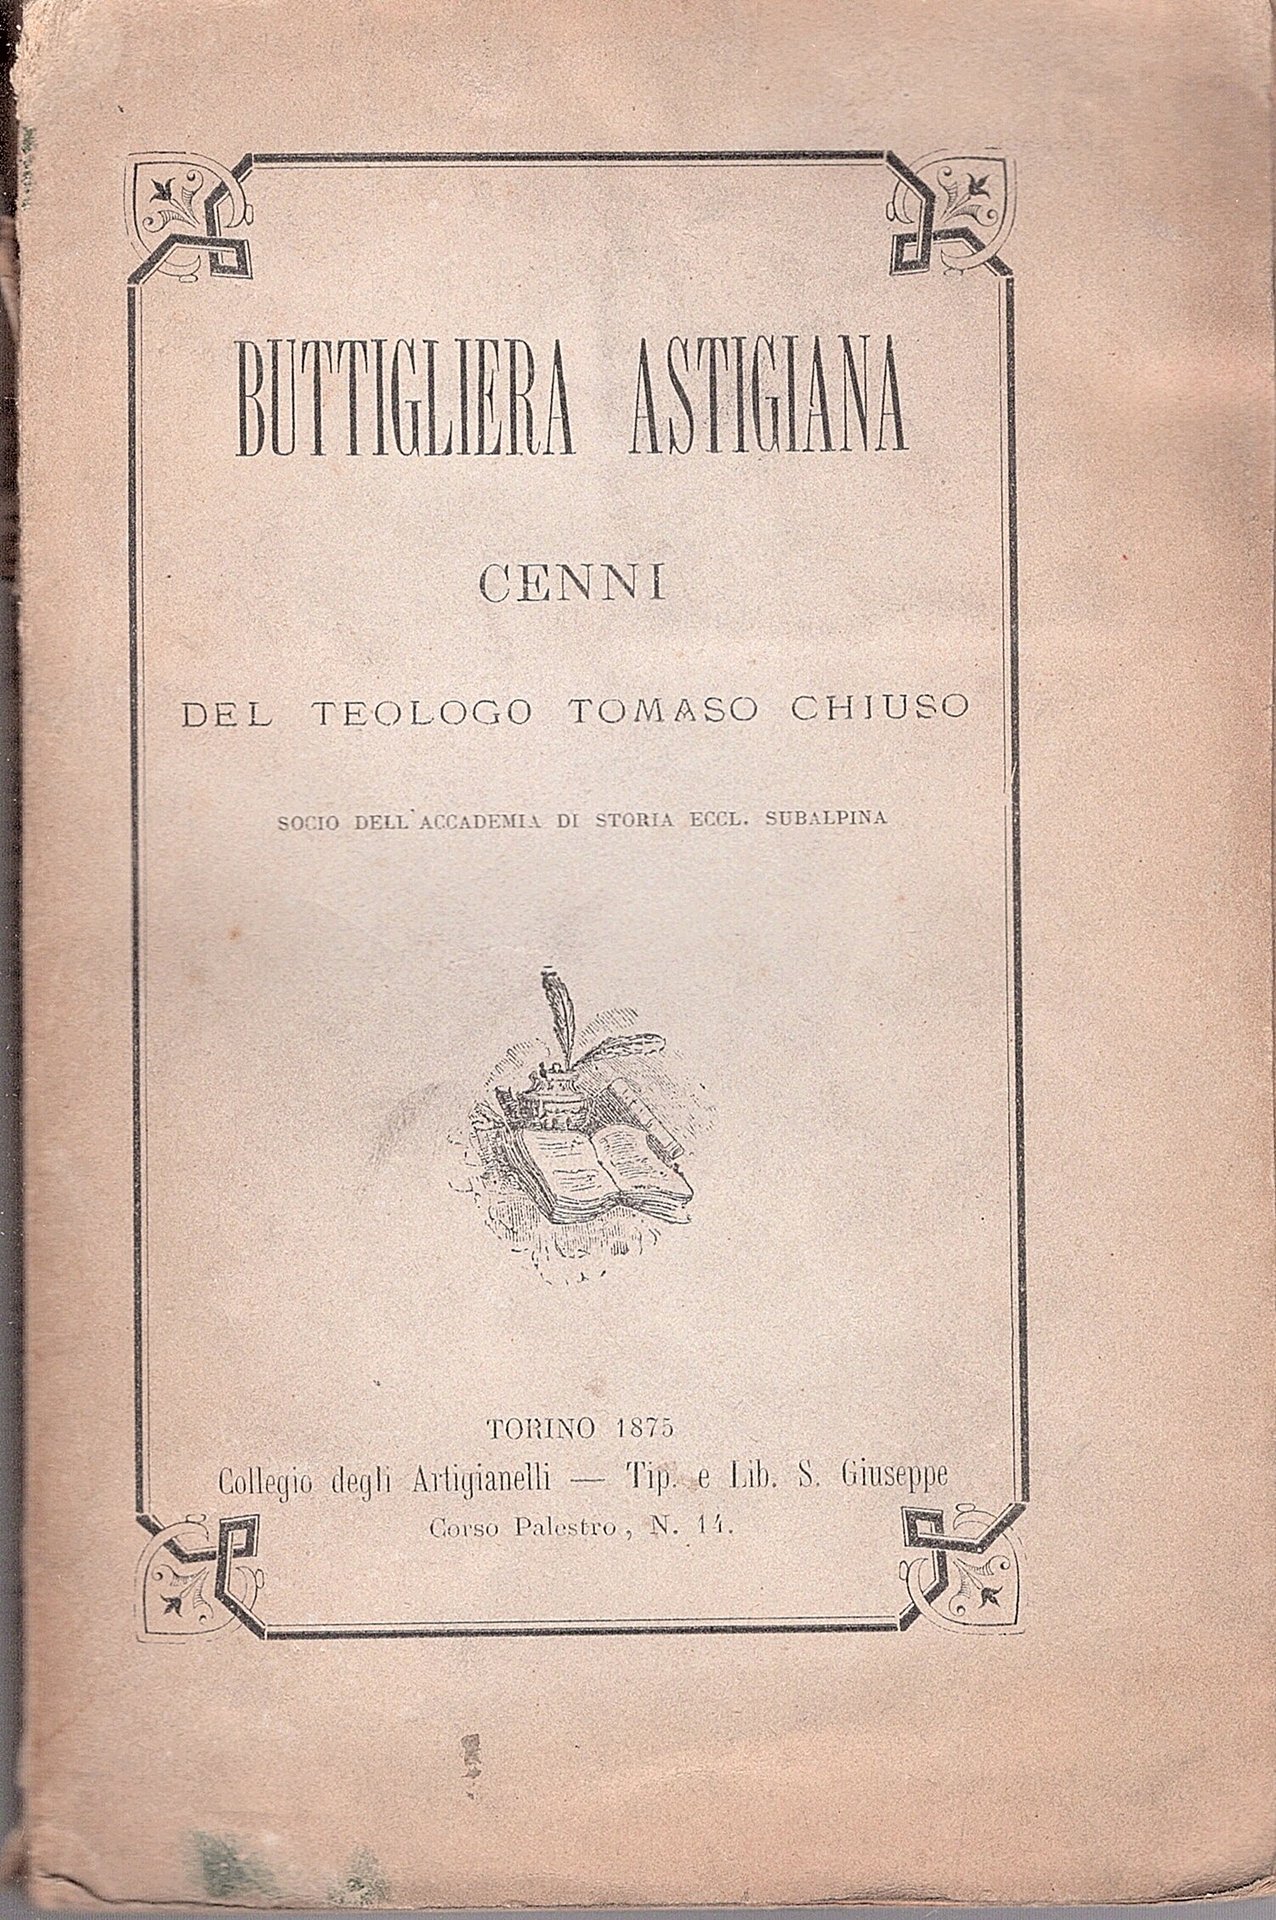 BUTTIGLIERA ASTIGIANA
CENNI
DEL TEOLOGO TOMASO CHIUSO
SOCIO DELL'ACCADEMIA DI STORIA ECCL. SUBALPINA
TORINO 1875
Collegio degli Artigianelli — Tip. e Lib. S. Giuseppe
Corso Palestro, N. 14.